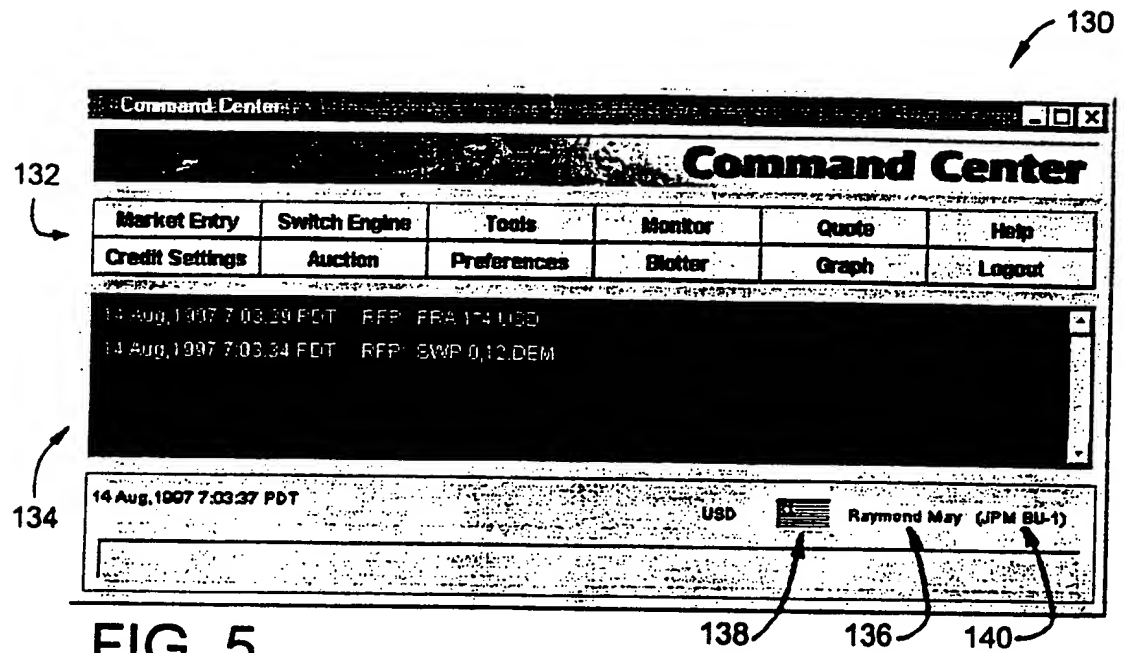 130
Command Center
Command Center
132
Market Entry Switch Engine Tools Monitor Quote Help
Credit Settings Auction Preferences Blotter Graph Logout
14 Aug,1997 7:03:29 PDT RFP: FRA USD
14 Aug,1997 7:03:34 PDT RFP: SWP 0,12:DEM
134
14 Aug,1997 7:03:37 PDT
USD Raymond May (JPM BU-1)
138 136 140
FIG. 5